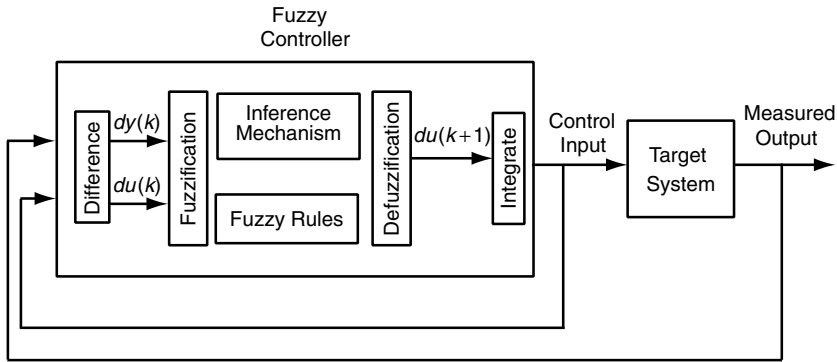 Fuzzy
Controller
Difference
dy(k)
du(k)
Fuzzification
Inference
Mechanism
Fuzzy Rules
Defuzzification
du(k+1)
Integrate
Control
Input
Target
System
Measured
Output